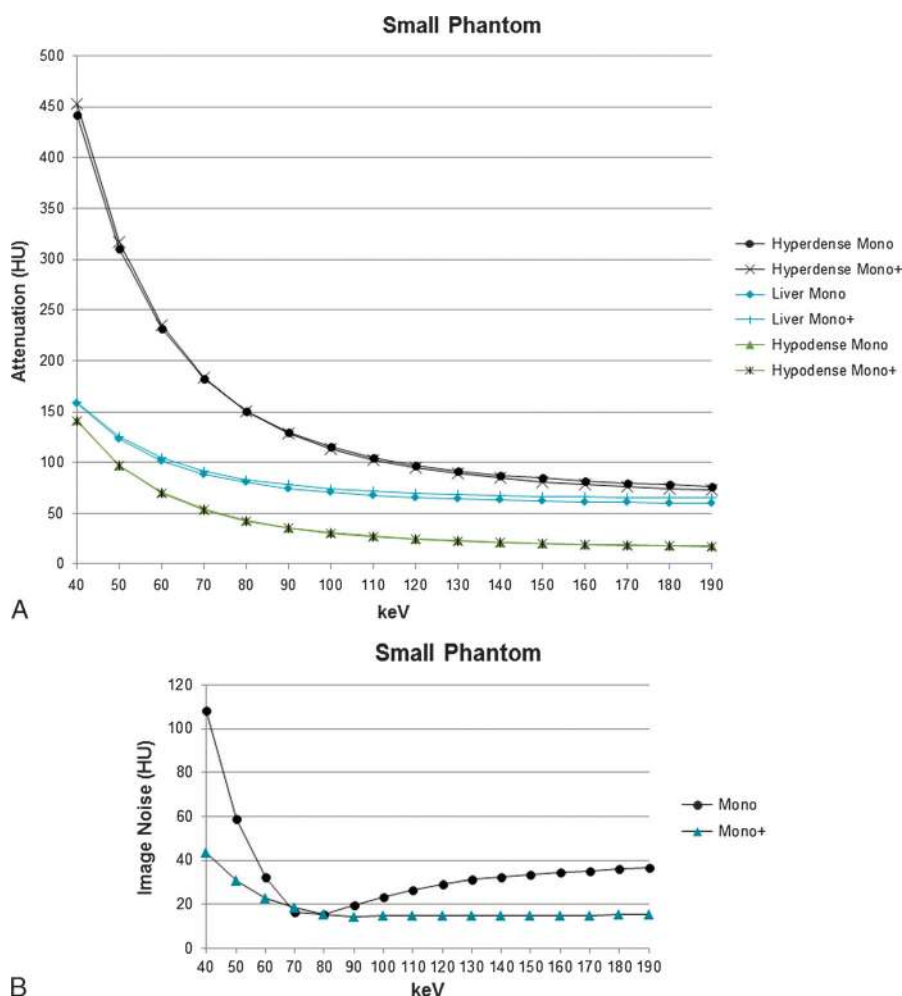 Small Phantom
500
450
400
350
300
250
200
150
100
50
0
Attenuation (HU)
40 50 60 70 80 90 100 110 120 130 140 150 160 170 180 190
keV
Hyperdense Mono
Hyperdense Mono+
Liver Mono
Liver Mono+
Hypodense Mono
Hypodense Mono+
A
Small Phantom
120
100
80
60
40
20
0
Image Noise (HU)
40 50 60 70 80 90 100 110 120 130 140 150 160 170 180 190
keV
Mono
Mono+
B